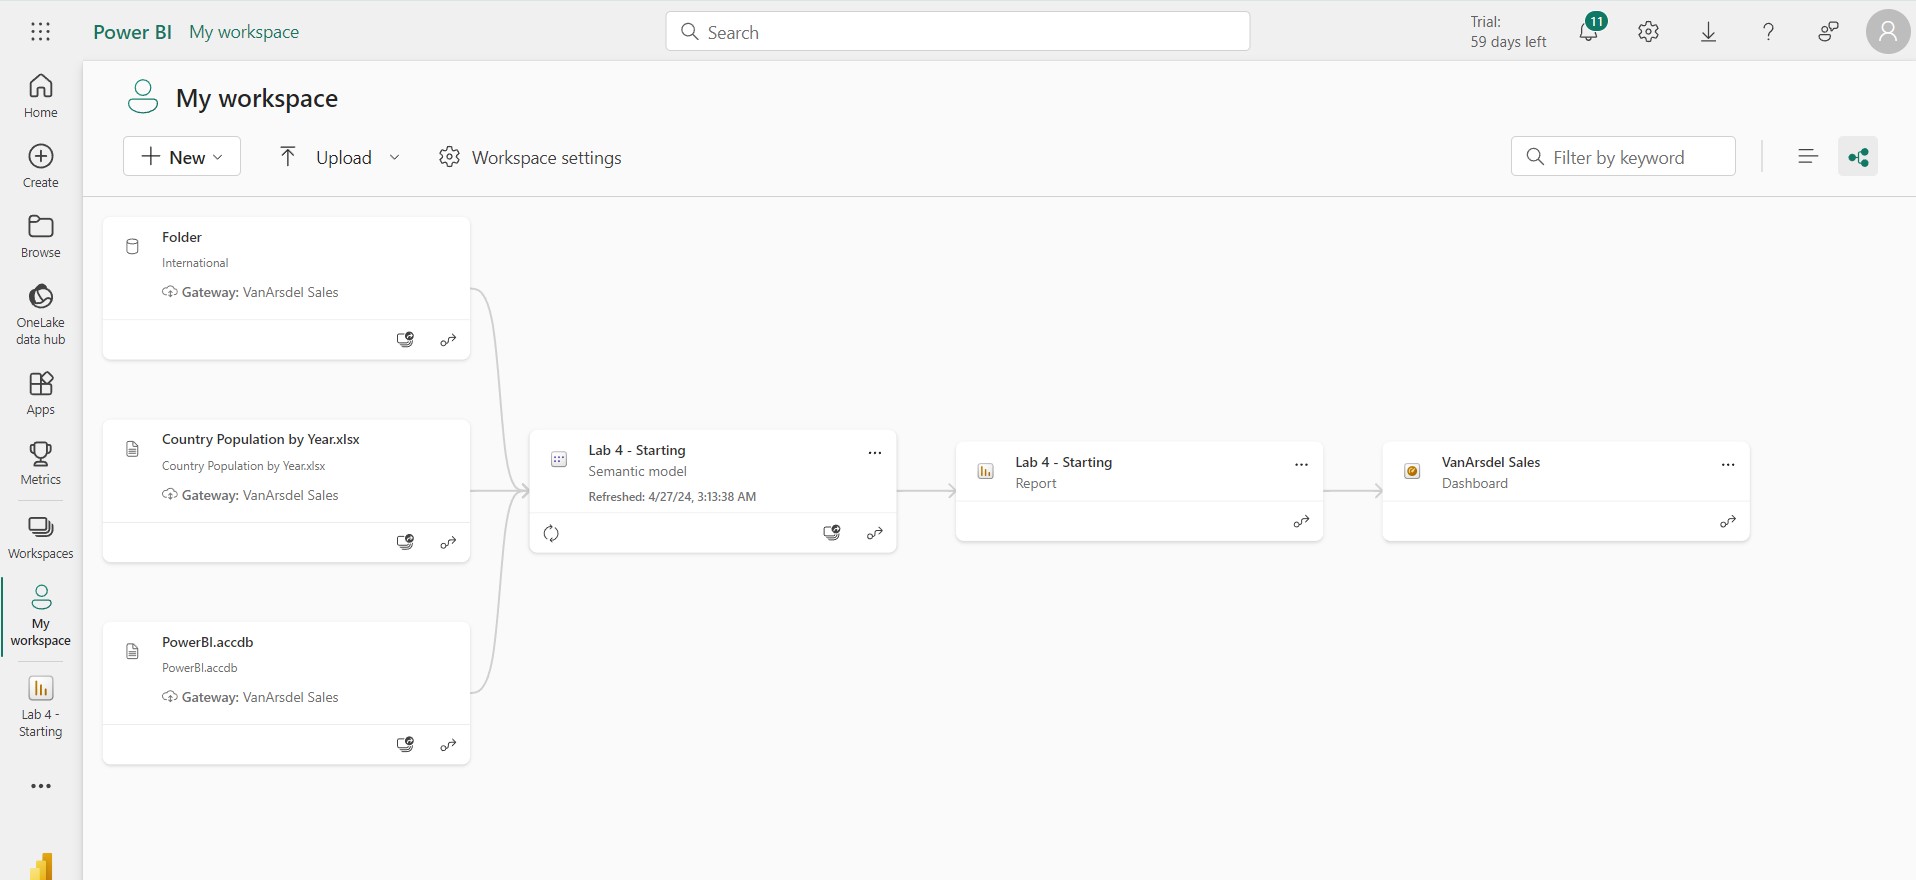 Power BI My workspace
Search
Trial:
59 days left
11
Home
Create
Browse
OneLake
data hub
Apps
Metrics
Workspaces
My
workspace
Lab 4 -
Starting
My workspace
New
Upload
Workspace settings
Filter by keyword
Folder
International
Gateway: VanArsdel Sales
Country Population by Year.xlsx
Country Population by Year.xlsx
Gateway: VanArsdel Sales
PowerBI.accdb
PowerBI.accdb
Gateway: VanArsdel Sales
Lab 4 - Starting
Semantic model
Refreshed: 4/27/24, 3:13:38 AM
Lab 4 - Starting
Report
VanArsdel Sales
Dashboard